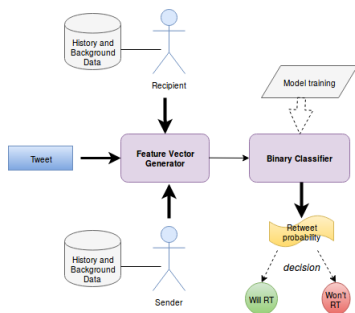 History and
Background
Data
Recipient
Model training
Tweet
Feature Vector
Generator
Binary Classifier
Retweet
probability
History and
Background
Data
Sender
decision
Will RT
Won't
RT